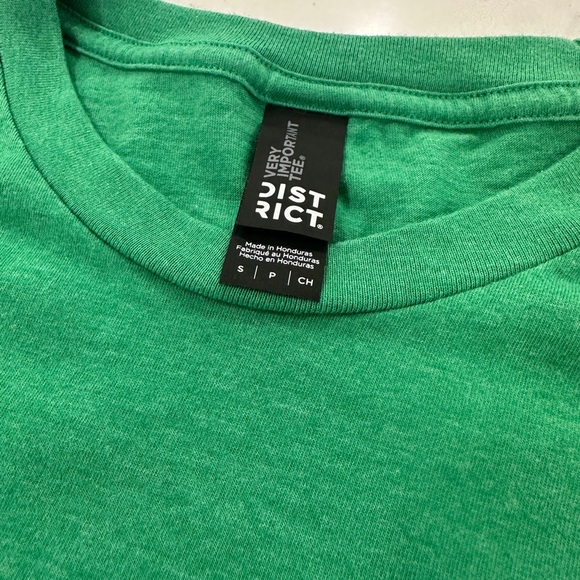 VERY
IMPORTANT
TEE®
DIST
RICT®
Made in Honduras
Fabriqué au Honduras
Hecho en Honduras
S | P | CH